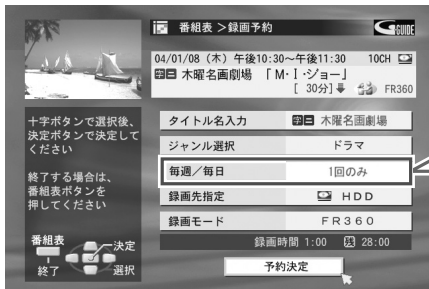 番組表 ＞録画予約
GUIDE
04/01/08（木）午後10:30〜午後11:30 10CH
字二 木曜名画劇場 「M・I・ジョー」
[ 30分] FR360
十字ボタンで選択後、
決定ボタンで決定して
ください
終了する場合は、
番組表ボタンを
押してください
番組表
決定
終了
選択
タイトル名入力 字二 木曜名画劇場
ジャンル選択 ドラマ
毎週／毎日 1回のみ
録画先指定 HDD
録画モード FR360
録画時間 1:00 残 28:00
予約決定